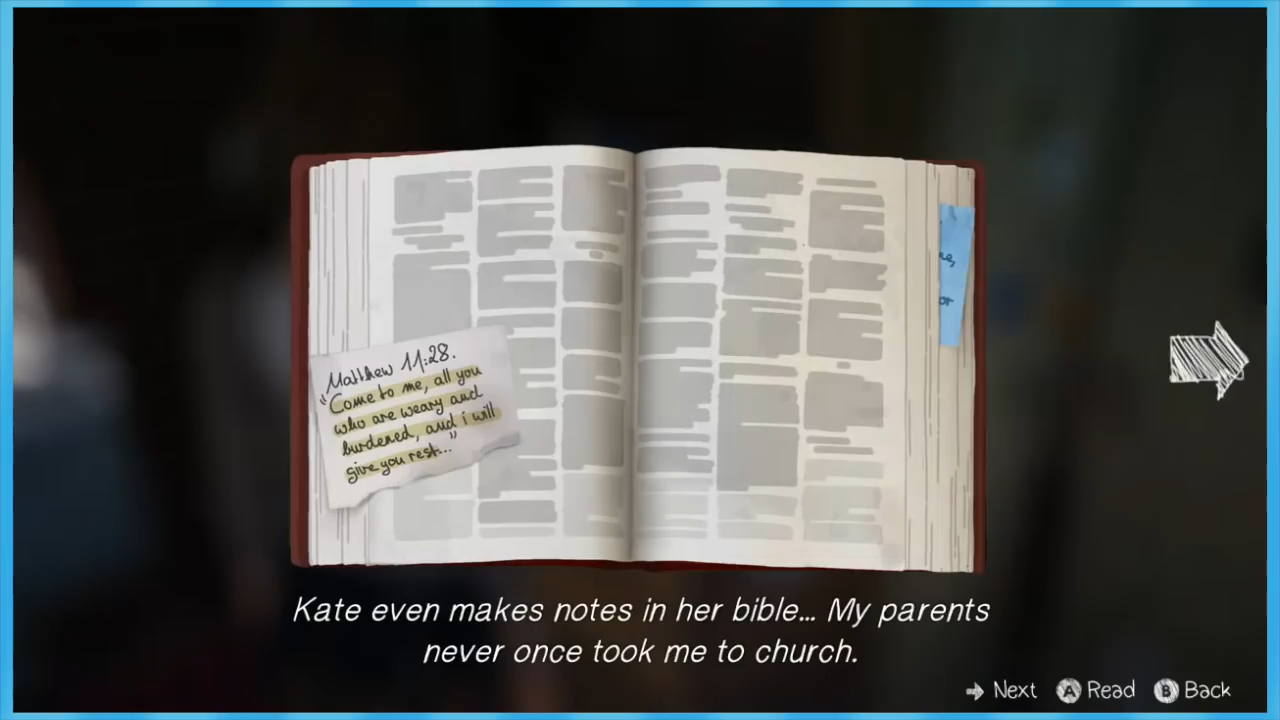 Matthew 11:28.
"Come to me, all you
who are weary and
burdened, and i will
give you rest..."
or
Kate even makes notes in her bible... My parents
never once took me to church.
Next A Read B Back